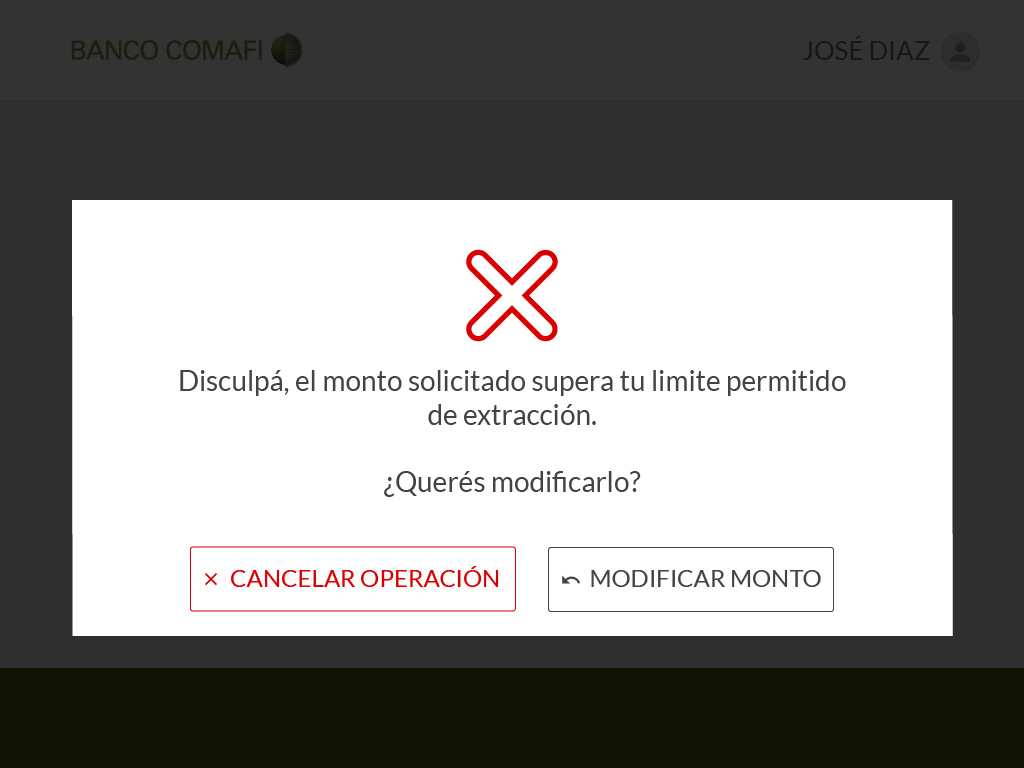 BANCO COMAFI
JOSÉ DIAZ
Disculpá, el monto solicitado supera tu limite permitido
de extracción.
¿Querés modificarlo?
CANCELAR OPERACIÓN
MODIFICAR MONTO